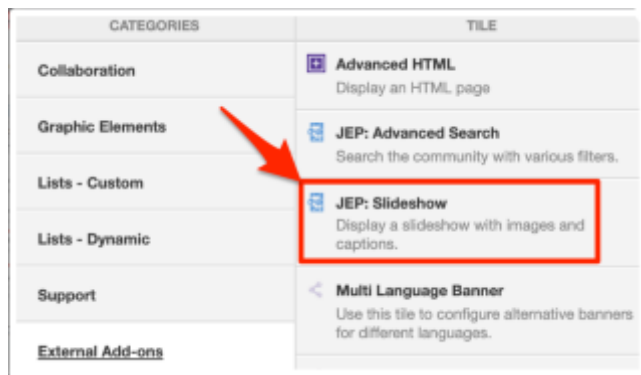 CATEGORIES
TILE
Collaboration
Graphic Elements
Lists - Custom
Lists - Dynamic
Support
External Add-ons
Advanced HTML
Display an HTML page
JEP: Advanced Search
Search the community with various filters.
JEP: Slideshow
Display a slideshow with images and
captions.
Multi Language Banner
Use this tile to configure alternative banners
for different languages.